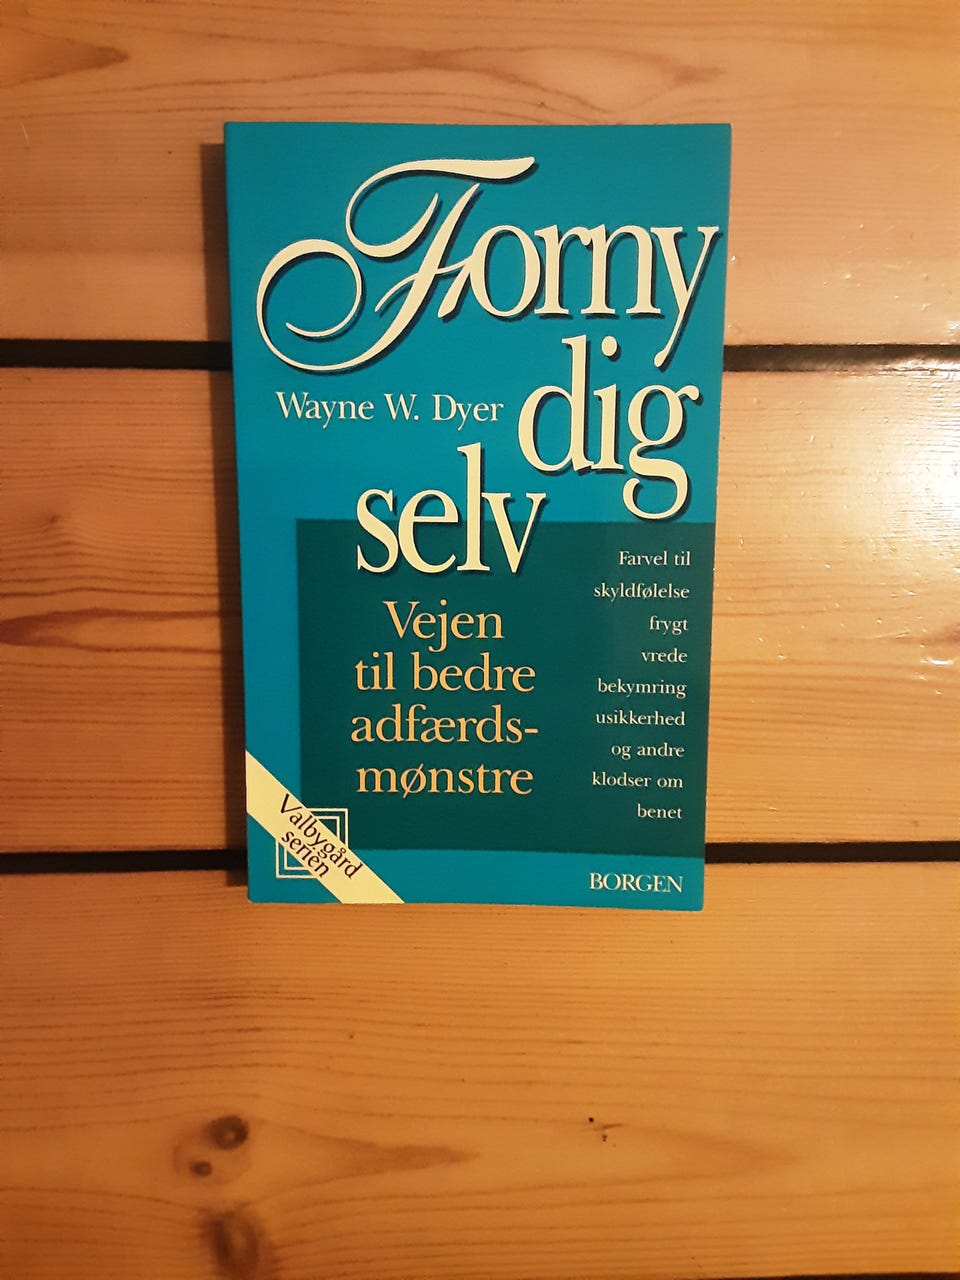 Forny
dig
Wayne W. Dyer
selv
Vejen
til bedre
adfærds-
mønstre
Farvel til
skyldfølelse
frygt
vrede
bekymring
usikkerhed
og andre
klodser om
benet
Valbygård
serien
BORGEN